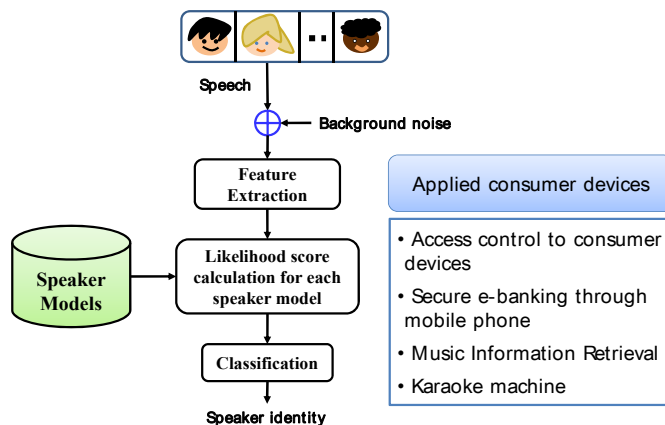 Speech
Background noise
Feature
Extraction
Speaker
Models
Likelihood score
calculation for each
speaker model
Classification
Speaker identity
Applied consumer devices
• Access control to consumer
devices
• Secure e-banking through
mobile phone
• Music Information Retrieval
• Karaoke machine